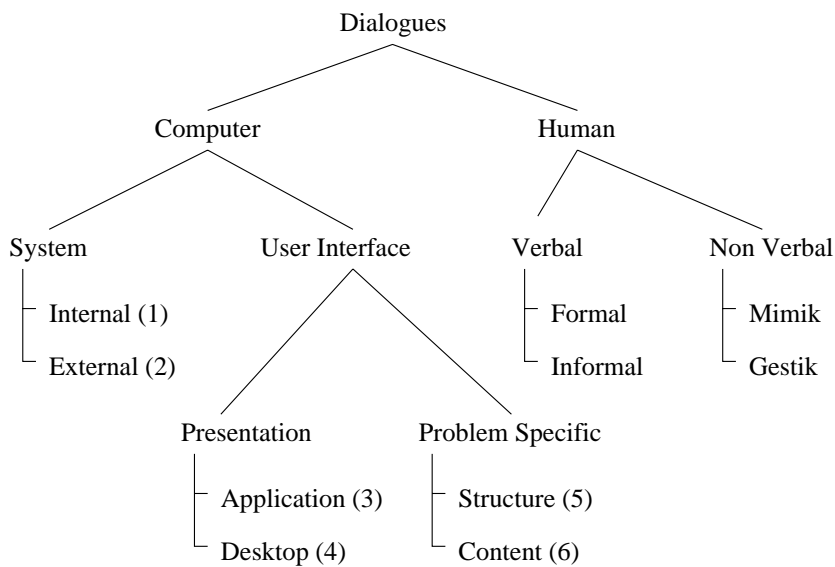 Dialogues
Computer
Human
System
User Interface
Verbal
Non Verbal
Internal (1)
Formal
Mimik
External (2)
Informal
Gestik
Presentation
Problem Specific
Application (3)
Structure (5)
Desktop (4)
Content (6)